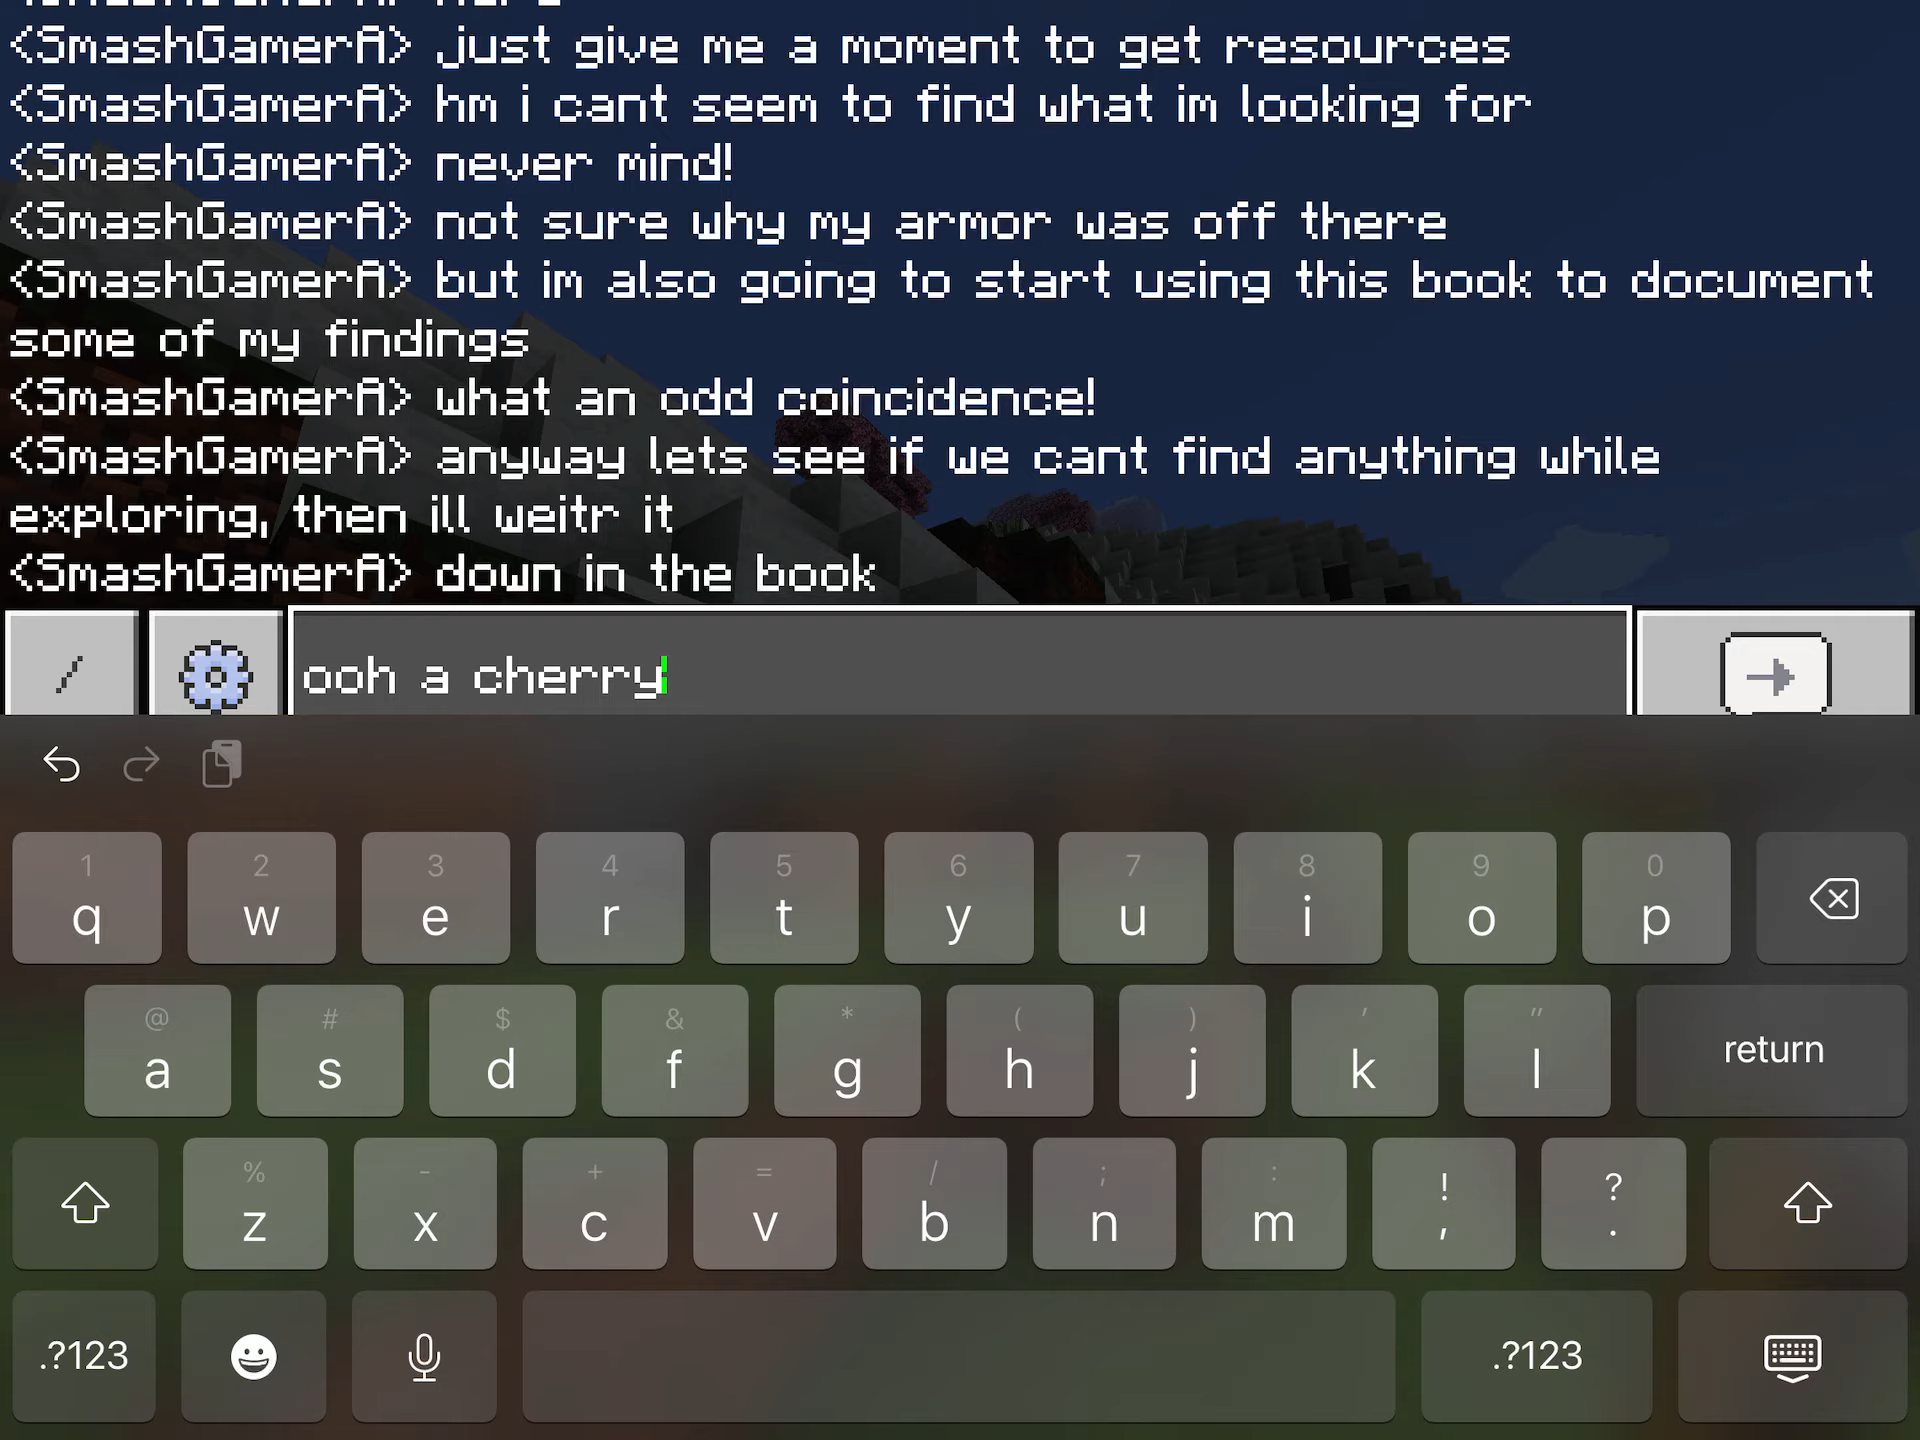 <SmashGamerA> just give me a moment to get resources
<SmashGamerA> hm i cant seem to find what im looking for
<SmashGamerA> never mind!
<SmashGamerA> not sure why my armor was off there
<SmashGamerA> but im also going to start using this book to document
some of my findings
<SmashGamerA> what an odd coincidence!
<SmashGamerA> anyway lets see if we cant find anything while
exploring, then ill weitr it
<SmashGamerA> down in the book
/ ooh a cherry
1 2 3 4 5 6 7 8 9 0
q w e r t y u i o p
@ # $ & * ( ) ' "
a s d f g h j k l return
% - + = / ; : ! ?
z x c v b n m , .
.?123 .?123